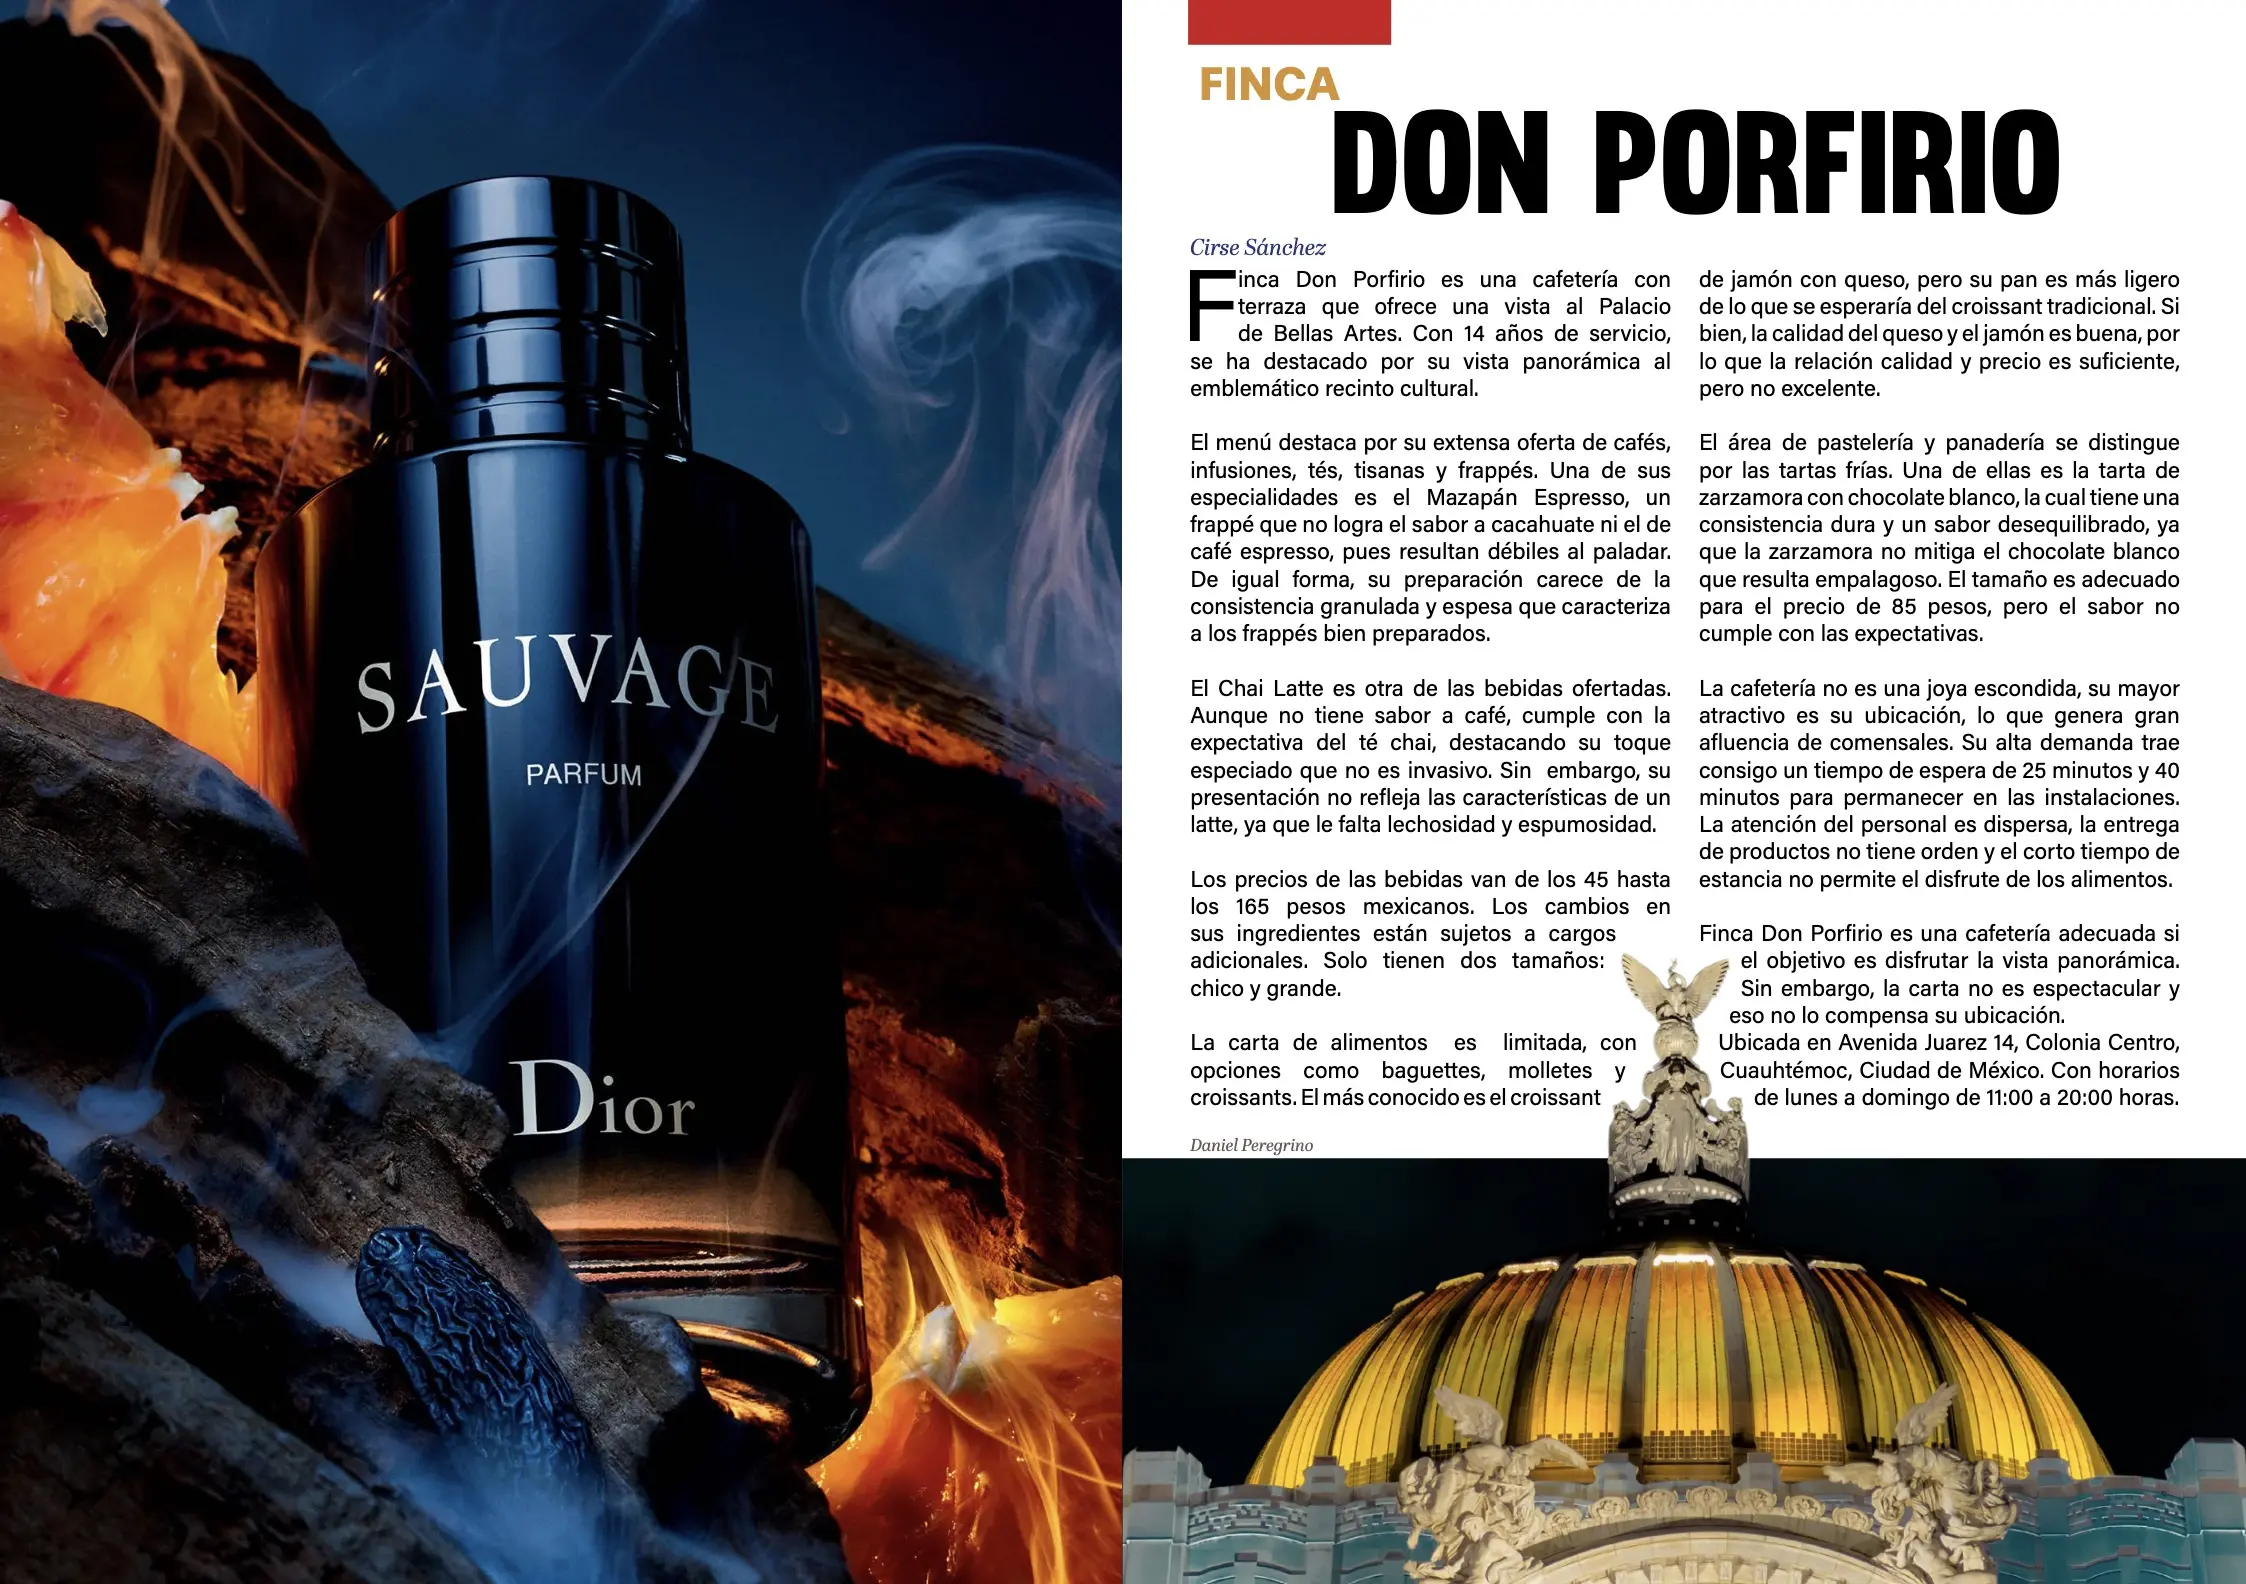 SAUVAGE
PARFUM
Dior
FINCA
DON PORFIRIO
Cirse Sánchez
Finca Don Porfirio es una cafetería con
terraza que ofrece una vista al Palacio
de Bellas Artes. Con 14 años de servicio,
se ha destacado por su vista panorámica al
emblemático recinto cultural.
El menú destaca por su extensa oferta de cafés,
infusiones, tés, tisanas y frappés. Una de sus
especialidades es el Mazapán Espresso, un
frappé que no logra el sabor a cacahuate ni el de
café espresso, pues resultan débiles al paladar.
De igual forma, su preparación carece de la
consistencia granulada y espesa que caracteriza
a los frappés bien preparados.
El Chai Latte es otra de las bebidas ofertadas.
Aunque no tiene sabor a café, cumple con la
expectativa del té chai, destacando su toque
especiado que no es invasivo. Sin embargo, su
presentación no refleja las características de un
latte, ya que le falta lechosidad y espumosidad.
Los precios de las bebidas van de los 45 hasta
los 165 pesos mexicanos. Los cambios en
sus ingredientes están sujetos a cargos
adicionales. Solo tienen dos tamaños:
chico y grande.
La carta de alimentos es limitada, con
opciones como baguettes, molletes y
croissants. El más conocido es el croissant
de jamón con queso, pero su pan es más ligero
de lo que se esperaría del croissant tradicional. Si
bien, la calidad del queso y el jamón es buena, por
lo que la relación calidad y precio es suficiente,
pero no excelente.
El área de pastelería y panadería se distingue
por las tartas frías. Una de ellas es la tarta de
zarzamora con chocolate blanco, la cual tiene una
consistencia dura y un sabor desequilibrado, ya
que la zarzamora no mitiga el chocolate blanco
que resulta empalagoso. El tamaño es adecuado
para el precio de 85 pesos, pero el sabor no
cumple con las expectativas.
La cafetería no es una joya escondida, su mayor
atractivo es su ubicación, lo que genera gran
afluencia de comensales. Su alta demanda trae
consigo un tiempo de espera de 25 minutos y 40
minutos para permanecer en las instalaciones.
La atención del personal es dispersa, la entrega
de productos no tiene orden y el corto tiempo de
estancia no permite el disfrute de los alimentos.
Finca Don Porfirio es una cafetería adecuada si
el objetivo es disfrutar la vista panorámica.
Sin embargo, la carta no es espectacular y
eso no lo compensa su ubicación.
Ubicada en Avenida Juarez 14, Colonia Centro,
Cuauhtémoc, Ciudad de México. Con horarios
de lunes a domingo de 11:00 a 20:00 horas.
Daniel Peregrino